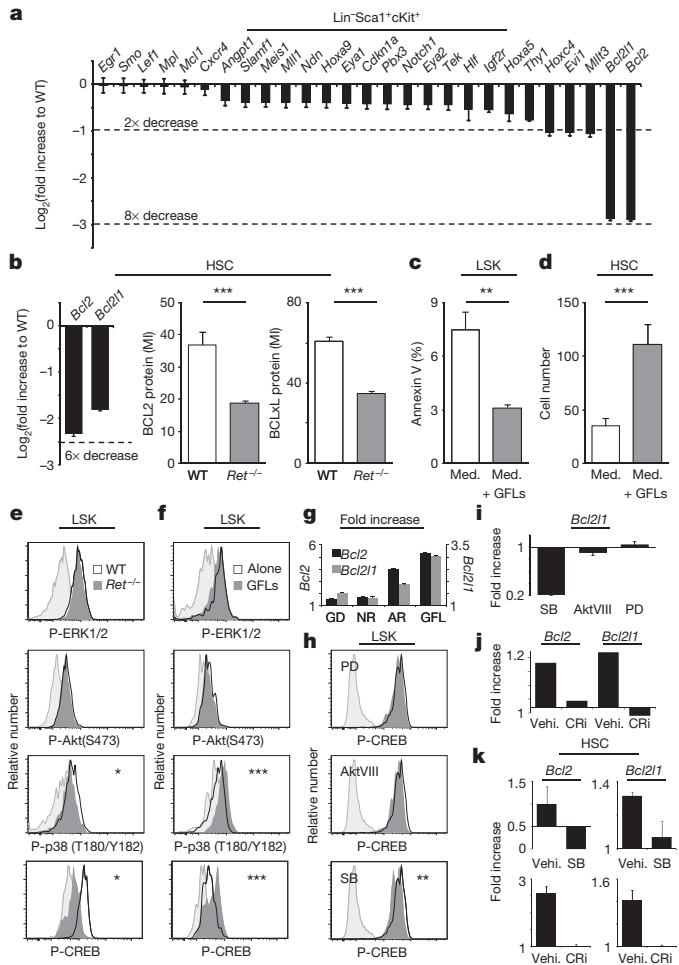 a
Lin⁻Sca1⁺cKit⁺
Egr1 Smo Lef1 Mpl Mcl1 Cxcr4 Angpt1 Slamf1 Meis1 Mll1 Ndn Hoxa9 Eya1 Cdkn1a Pbx3 Notch1 Eya2 Tek Hlf Igf2r Hoxa5 Thy1 Hoxc4 Evi1 Mllt3 Bcl2l1 Bcl2
Log₂(fold increase to WT)
0
2× decrease
−1
−2
8× decrease
−3
b
HSC
Bcl2 Bcl2l1
Log₂(fold increase to WT)
0
−1
−2
6× decrease
−3
BCL2 protein (MI)
50
40
30
20
10
0
***
WT Ret⁻/⁻
BCLxL protein (MI)
80
40
0
***
WT Ret⁻/⁻
c
LSK
**
Annexin V (%)
9
6
3
0
Med. Med.
+ GFLs
d
HSC
***
Cell number
150
100
50
0
Med. Med.
+ GFLs
e
LSK
WT
Ret⁻/⁻
Relative number
P-ERK1/2
P-Akt(S473)
*
P-p38 (T180/Y182)
*
P-CREB
f
LSK
Alone
GFLs
Relative number
P-ERK1/2
P-Akt(S473)
***
P-p38 (T180/Y182)
***
P-CREB
g
Fold increase
Bcl2
Bcl2l1
6
1
Bcl2
3.5
1
Bcl2l1
GD NR AR GFL
h
LSK
Relative number
PD
P-CREB
AktVIII
P-CREB
SB
**
P-CREB
i
Bcl2l1
Fold increase
1
0.2
SB AktVIII PD
j
Bcl2 Bcl2l1
Fold increase
1.2
1
Vehi. CRi Vehi. CRi
k
HSC
Bcl2 Bcl2l1
Fold increase
1.5
0.5
0
Vehi. SB
1.4
1
Vehi. SB
3
1
Vehi. CRi
1.6
1
Vehi. CRi